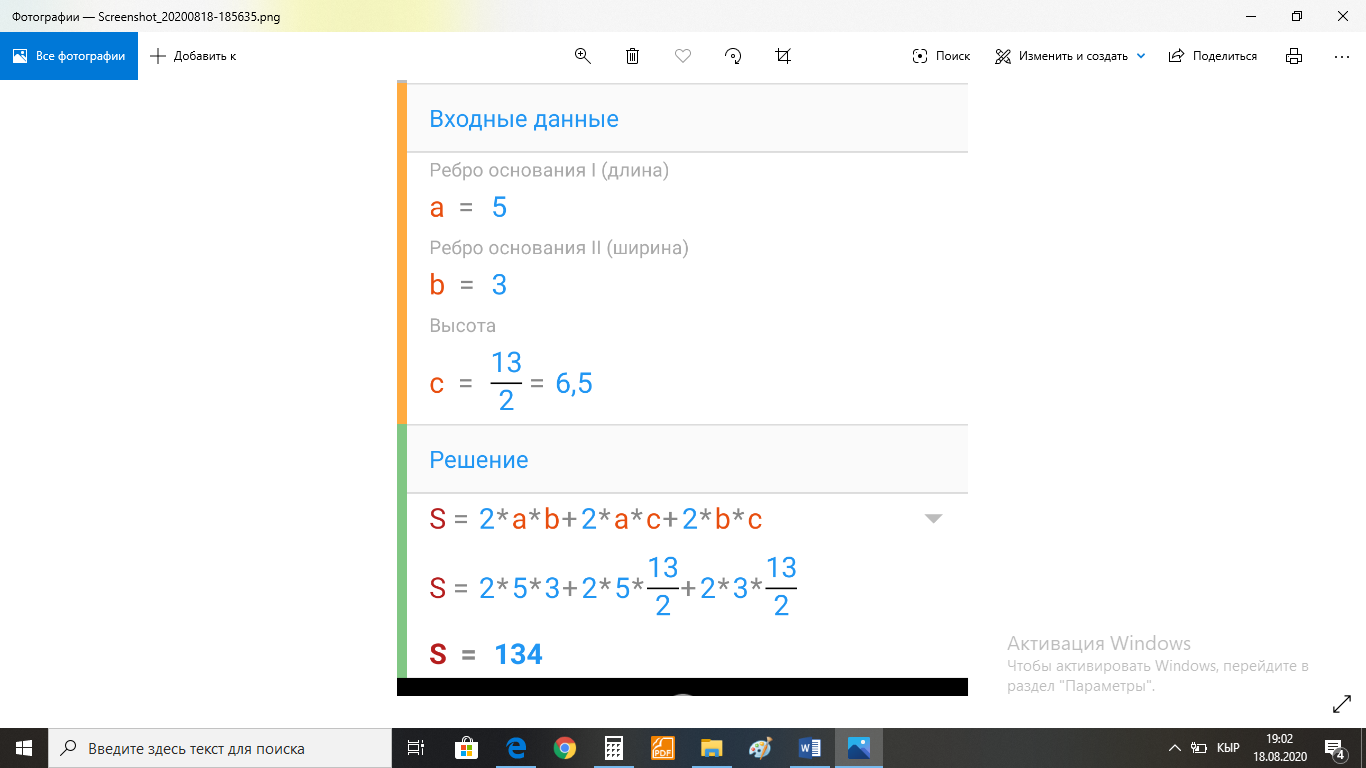 Фотографии — Screenshot_20200818-185635.png
Все фотографии
Добавить к
Поиск
Изменить и создать
Поделиться
Входные данные
Ребро основания I (длина)
a = 5
Ребро основания II (ширина)
b = 3
Высота
c = 13/2 = 6,5
Решение
S = 2*a*b+2*a*c+2*b*c
S = 2*5*3+2*5*13/2+2*3*13/2
S = 134
Активация Windows
Чтобы активировать Windows, перейдите в
раздел "Параметры".
Введите здесь текст для поиска
PDF
КЫР
19:02
18.08.2020
4